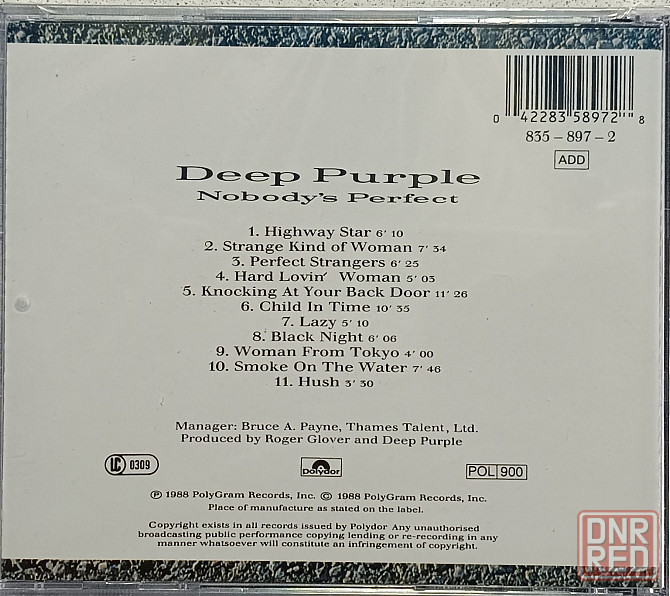 0 42283 58972 8
835-897-2
ADD
Deep Purple
Nobody's Perfect
1. Highway Star 6' 10
2. Strange Kind of Woman 7' 34
3. Perfect Strangers 6' 25
4. Hard Lovin' Woman 5' 03
5. Knocking At Your Back Door 11' 26
6. Child In Time 10' 35
7. Lazy 5' 10
8. Black Night 6' 06
9. Woman From Tokyo 4' 00
10. Smoke On The Water 7' 46
11. Hush 3' 30
Manager: Bruce A. Payne, Thames Talent, Ltd.
Produced by Roger Glover and Deep Purple
LC 0309
Polydor
POL 900
℗ 1988 PolyGram Records, Inc. © 1988 PolyGram Records, Inc.
Place of manufacture as stated on the label.
Copyright exists in all records issued by Polydor Any unauthorised
broadcasting public performance copying lending or re-recording in any
manner whatsoever will constitute an infringement of copyright.
DNR
RED